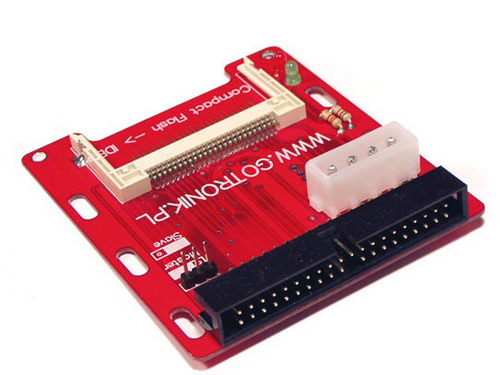 Compact Flash -> IDE
WWW.GOTRONIK.PL
Master
Slave